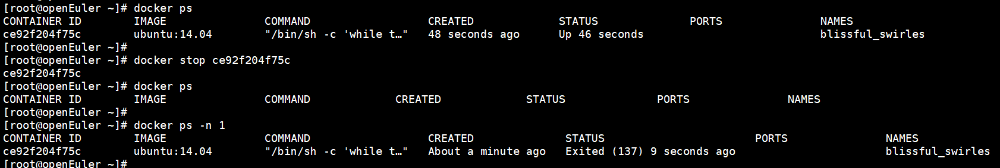 [root@openEuler ~]# docker ps
CONTAINER ID        IMAGE               COMMAND                  CREATED             STATUS              PORTS               NAMES
ce92f204f75c        ubuntu:14.04        "/bin/sh -c 'while t…"   48 seconds ago      Up 46 seconds                           blissful_swirles
[root@openEuler ~]#
[root@openEuler ~]# docker stop ce92f204f75c
ce92f204f75c
[root@openEuler ~]# docker ps
CONTAINER ID        IMAGE               COMMAND             CREATED             STATUS              PORTS               NAMES
[root@openEuler ~]#
[root@openEuler ~]# docker ps -n 1
CONTAINER ID        IMAGE               COMMAND                  CREATED              STATUS                       PORTS               NAMES
ce92f204f75c        ubuntu:14.04        "/bin/sh -c 'while t…"   About a minute ago   Exited (137) 9 seconds ago                       blissful_swirles
[root@openEuler ~]#